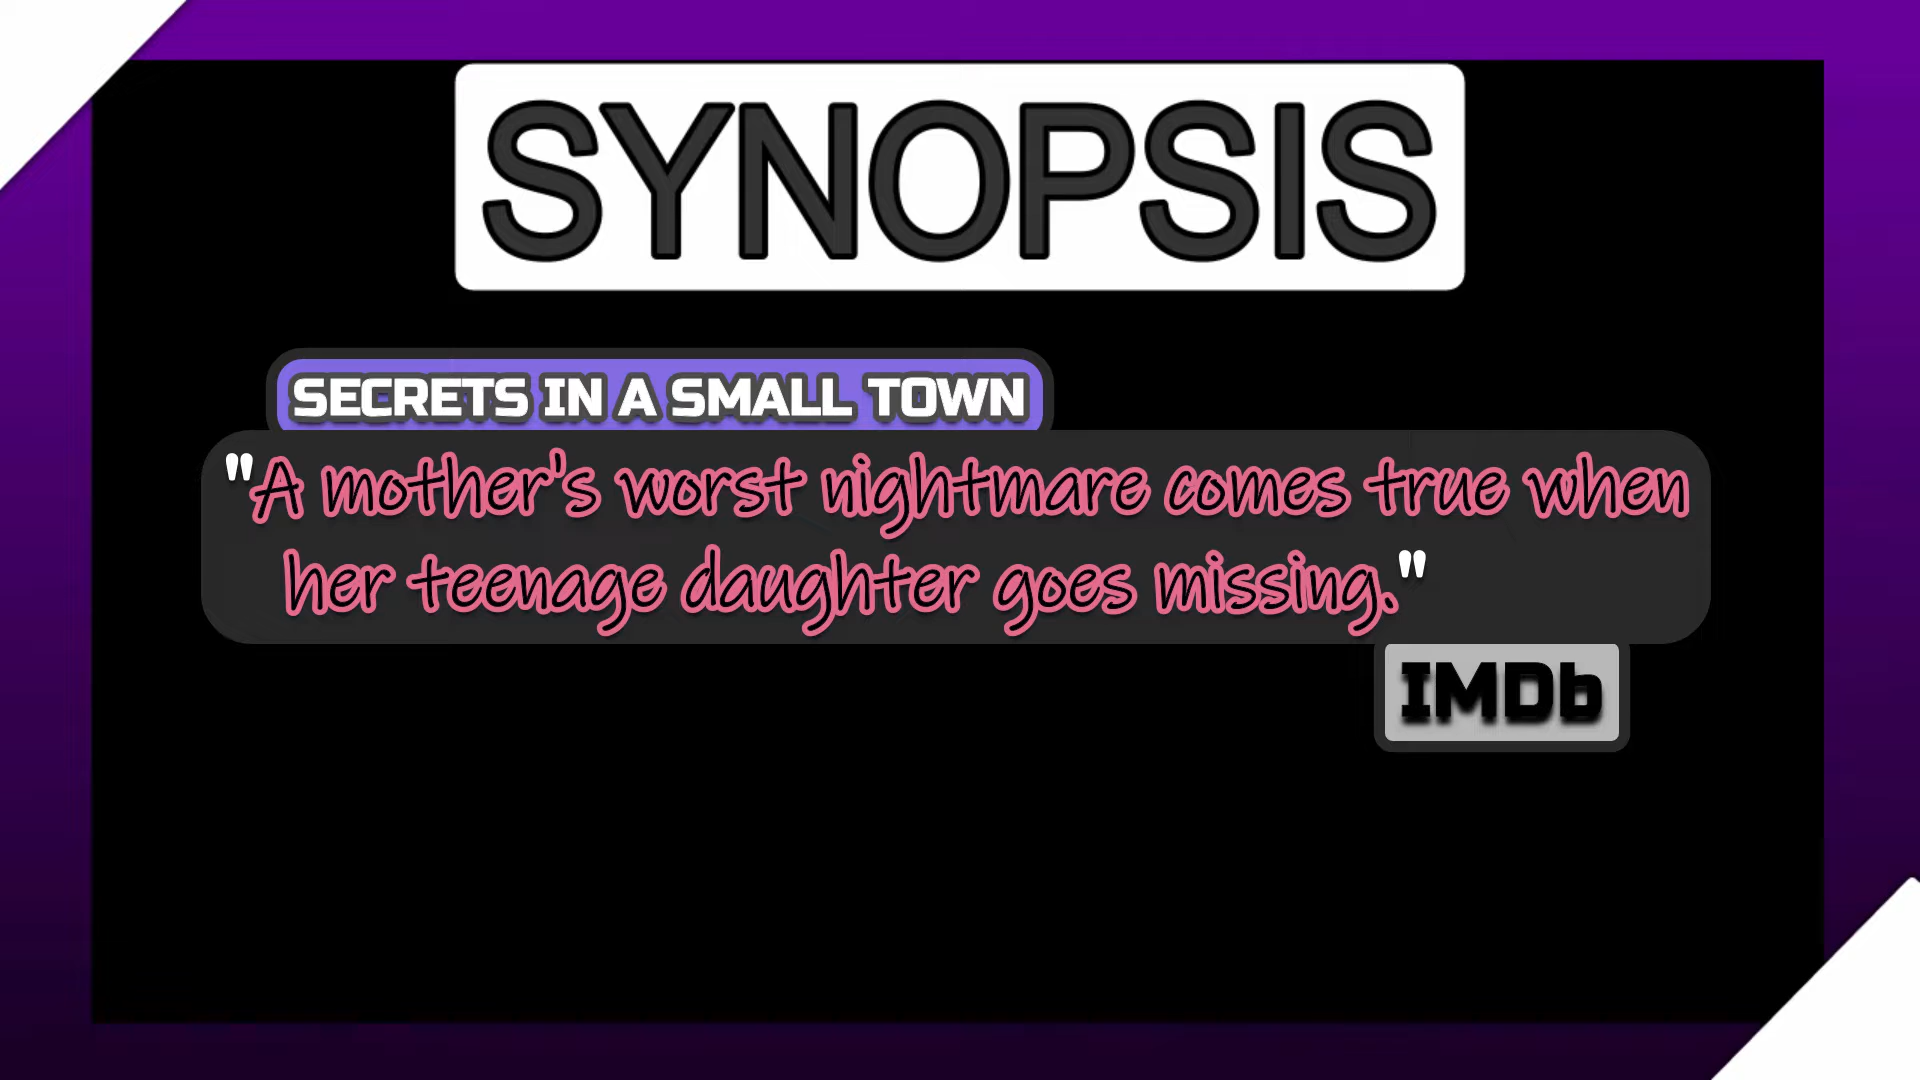 SYNOPSIS
SECRETS IN A SMALL TOWN
"A mother's worst nightmare comes true when
her teenage daughter goes missing."
IMDb